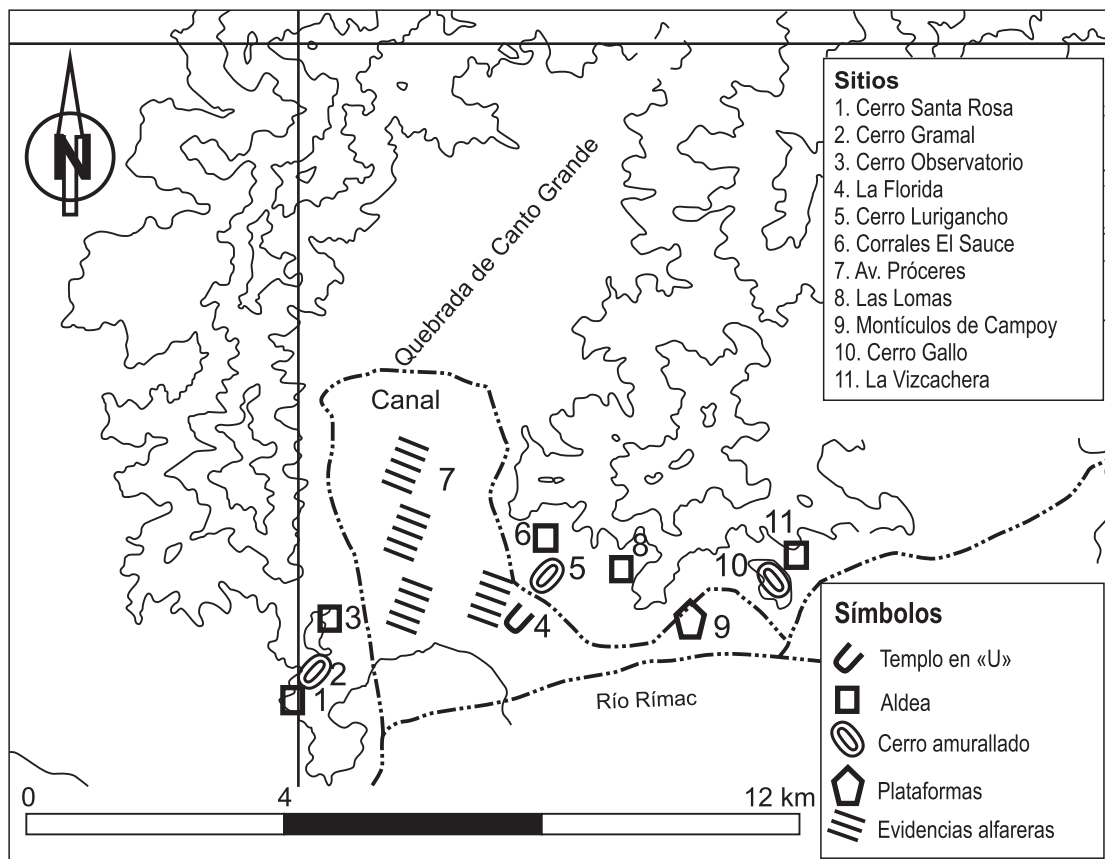 N
Sitios
1. Cerro Santa Rosa
2. Cerro Gramal
3. Cerro Observatorio
4. La Florida
5. Cerro Lurigancho
6. Corrales El Sauce
7. Av. Próceres
8. Las Lomas
9. Montículos de Campoy
10. Cerro Gallo
11. La Vizcachera
Quebrada de Canto Grande
Canal
7
6
5
8
11
10
3
4
9
2
1
Río Rímac
Símbolos
Templo en «U»
Aldea
Cerro amurallado
Plataformas
Evidencias alfareras
0
4
12 km